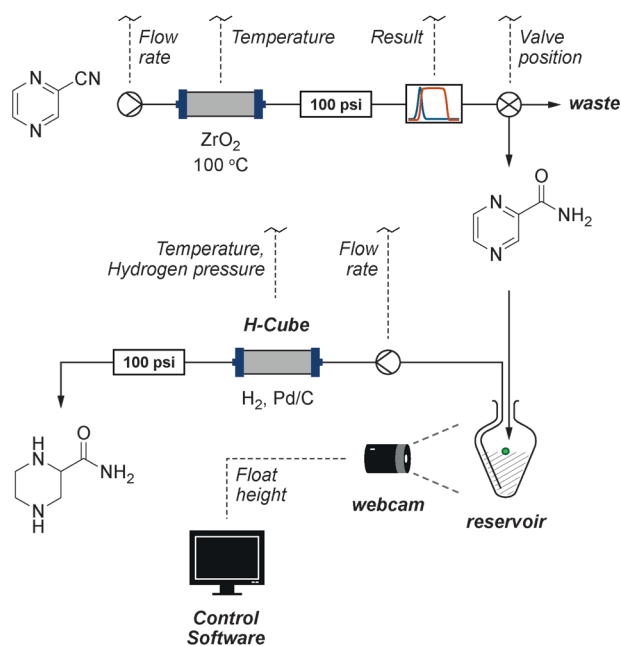 Flow
rate
Temperature
Result
Valve
position
N
CN
N
100 psi
waste
ZrO2
100 °C
O
N
NH2
N
Temperature,
Hydrogen pressure
Flow
rate
H-Cube
100 psi
H2, Pd/C
H
N
O
NH2
N
H
Float
height
webcam
reservoir
Control
Software